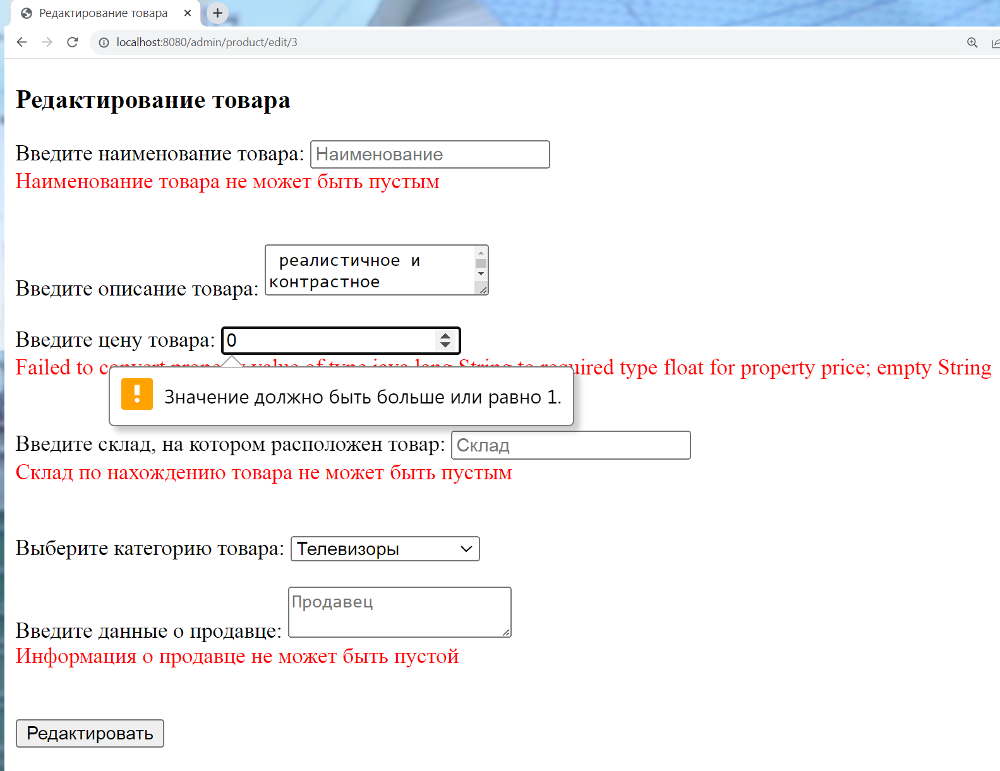 Редактирование товара
localhost:8080/admin/product/edit/3
Редактирование товара
Введите наименование товара: Наименование
Наименование товара не может быть пустым
реалистичное и
контрастное
Введите описание товара:
Введите цену товара: 0
Failed to convert property value of type java.lang.String to required type float for property price; empty String
Значение должно быть больше или равно 1.
Введите склад, на котором расположен товар: Склад
Склад по нахождению товара не может быть пустым
Выберите категорию товара: Телевизоры
Продавец
Введите данные о продавце:
Информация о продавце не может быть пустой
Редактировать